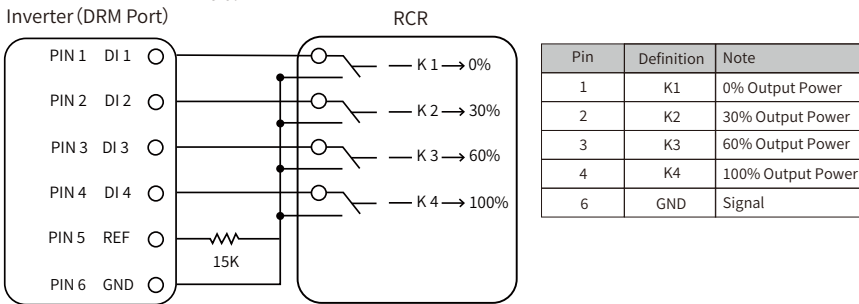 Inverter (DRM Port)
RCR
PIN 1 DI 1
K 1 → 0%
PIN 2 DI 2
K 2 → 30%
PIN 3 DI 3
K 3 → 60%
PIN 4 DI 4
K 4 → 100%
PIN 5 REF
15K
PIN 6 GND
Pin Definition Note
1 K1 0% Output Power
2 K2 30% Output Power
3 K3 60% Output Power
4 K4 100% Output Power
6 GND Signal